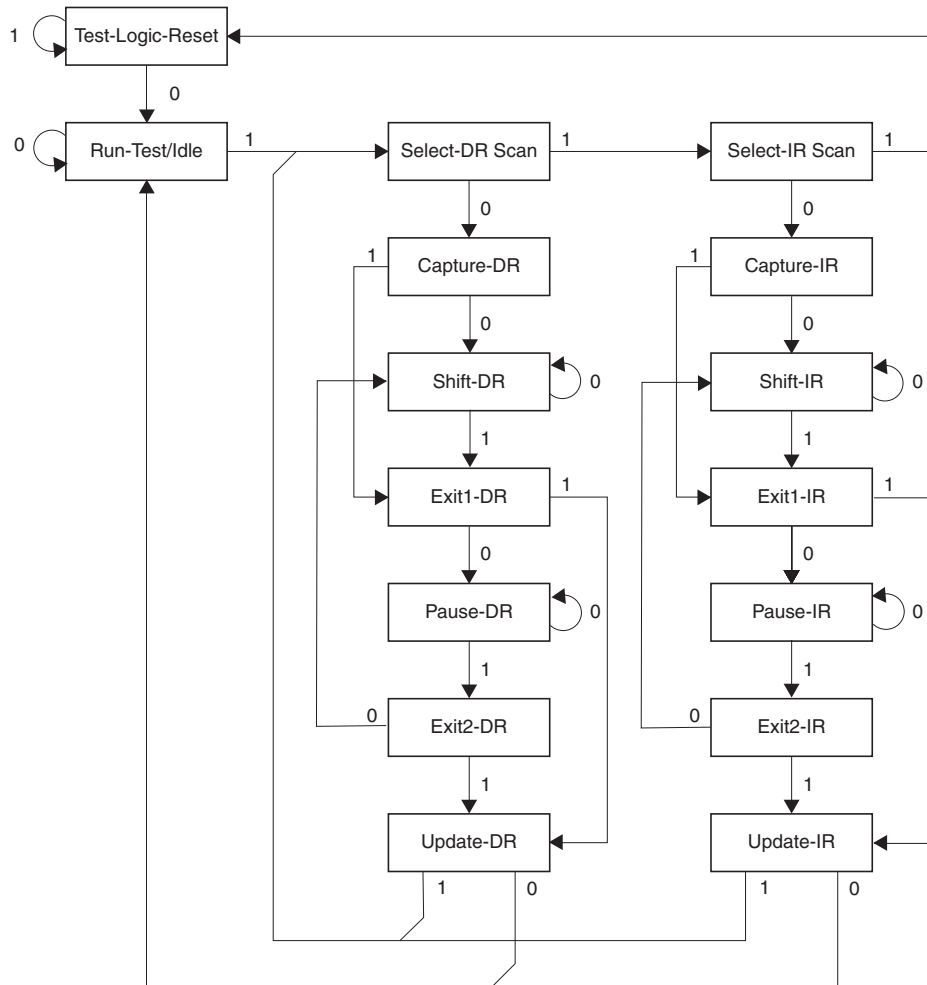 1 Test-Logic-Reset
0
0 Run-Test/Idle 1 Select-DR Scan 1 Select-IR Scan 1
0 0
1 Capture-DR 1 Capture-IR
0 0
Shift-DR 0 Shift-IR 0
1 1
Exit1-DR 1 Exit1-IR 1
0 0
Pause-DR 0 Pause-IR 0
1 1
0 Exit2-DR 0 Exit2-IR
1 1
Update-DR Update-IR
1 0 1 0